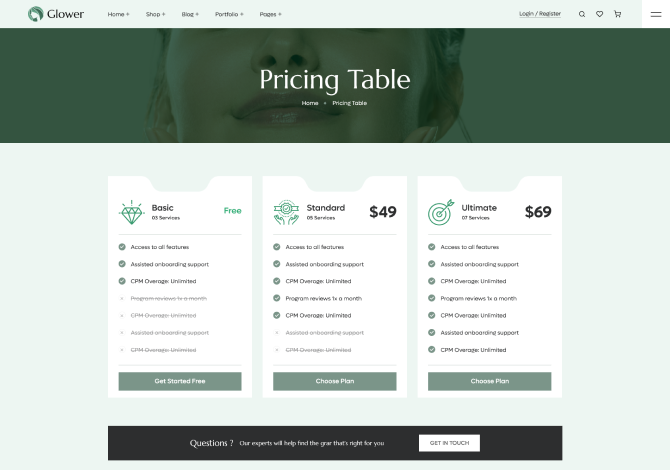 Glower
Home + Shop + Blog + Portfolio + Pages + Login / Register
Pricing Table
Home Pricing Table
Basic
03 Services
Free
Access to all features
Assisted onboarding support
CPM Overage: Unlimited
Program reviews 1x a month
CPM Overage: Unlimited
Assisted onboarding support
CPM Overage: Unlimited
Get Started Free
Standard
05 Services
$49
Access to all features
Assisted onboarding support
CPM Overage: Unlimited
Program reviews 1x a month
CPM Overage: Unlimited
Assisted onboarding support
CPM Overage: Unlimited
Choose Plan
Ultimate
07 Services
$69
Access to all features
Assisted onboarding support
CPM Overage: Unlimited
Program reviews 1x a month
CPM Overage: Unlimited
Assisted onboarding support
CPM Overage: Unlimited
Choose Plan
Questions ? Our experts will help find the grar that's right for you
GET IN TOUCH